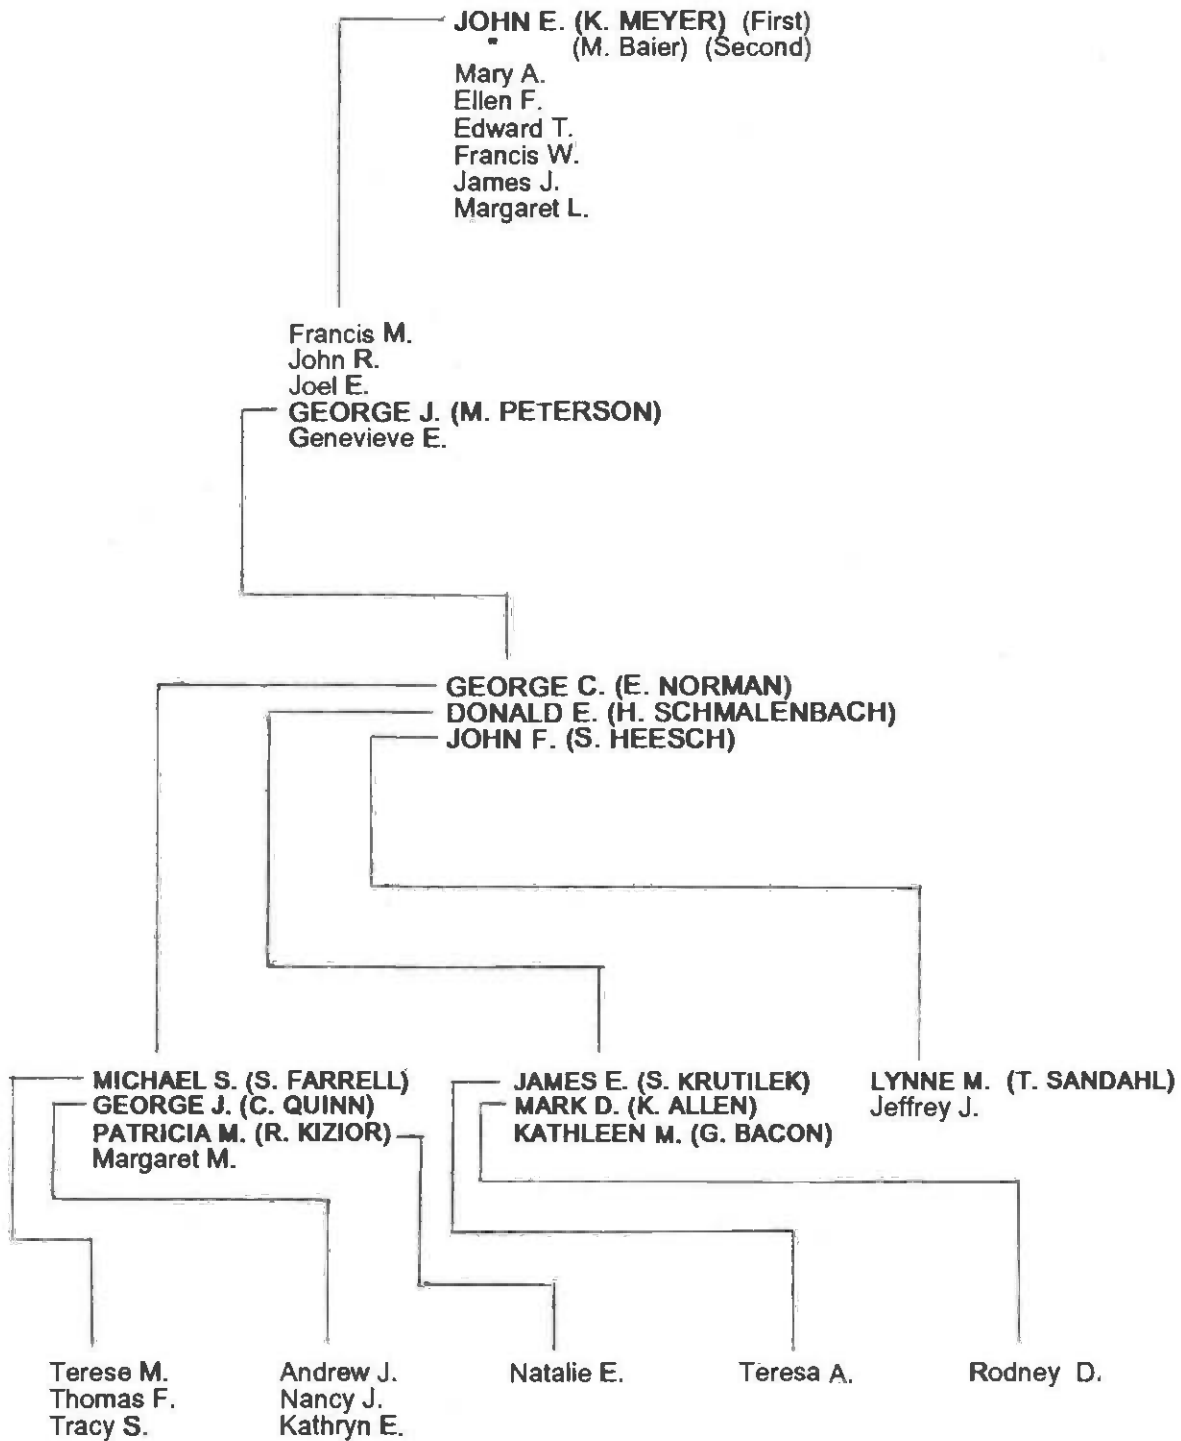 JOHN E. (K. MEYER) (First)
" (M. Baier) (Second)
Mary A.
Ellen F.
Edward T.
Francis W.
James J.
Margaret L.
Francis M.
John R.
Joel E.
GEORGE J. (M. PETERSON)
Genevieve E.
GEORGE C. (E. NORMAN)
DONALD E. (H. SCHMALENBACH)
JOHN F. (S. HEESCH)
MICHAEL S. (S. FARRELL)
GEORGE J. (C. QUINN)
PATRICIA M. (R. KIZIOR)
Margaret M.
JAMES E. (S. KRUTILEK)
MARK D. (K. ALLEN)
KATHLEEN M. (G. BACON)
LYNNE M. (T. SANDAHL)
Jeffrey J.
Terese M.
Thomas F.
Tracy S.
Andrew J.
Nancy J.
Kathryn E.
Natalie E.
Teresa A.
Rodney D.